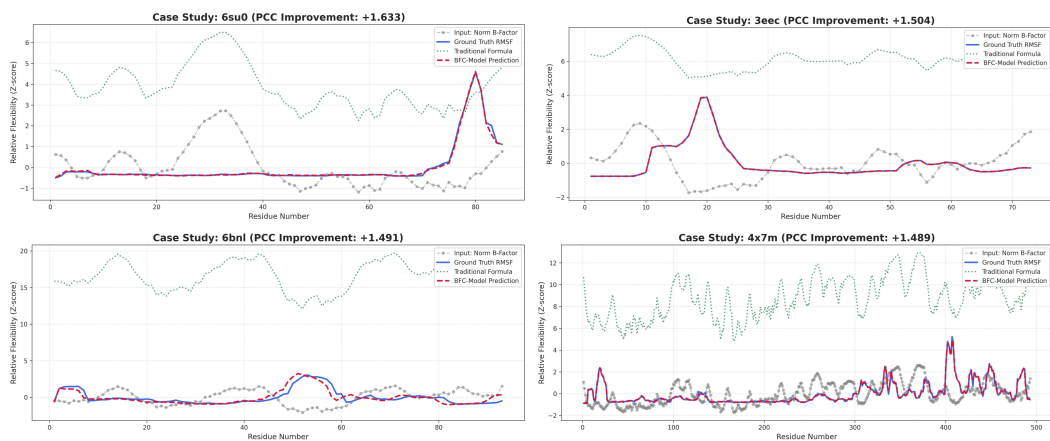 Case Study: 6su0 (PCC Improvement: +1.633)
Relative Flexibility (Z-score)
6
5
4
3
2
1
0
−1
Input: Norm B-Factor
Ground Truth RMSF
Traditional Formula
BFC-Model Prediction
0
20
40
60
80
Residue Number
Case Study: 3eec (PCC Improvement: +1.504)
Relative Flexibility (Z-score)
6
4
2
0
−2
Input: Norm B-Factor
Ground Truth RMSF
Traditional Formula
BFC-Model Prediction
0
10
20
30
40
50
60
70
Residue Number
Case Study: 6bnl (PCC Improvement: +1.491)
Relative Flexibility (Z-score)
20
15
10
5
0
Input: Norm B-Factor
Ground Truth RMSF
Traditional Formula
BFC-Model Prediction
0
20
40
60
80
Residue Number
Case Study: 4x7m (PCC Improvement: +1.489)
Relative Flexibility (Z-score)
12
10
8
6
4
2
0
−2
Input: Norm B-Factor
Ground Truth RMSF
Traditional Formula
BFC-Model Prediction
0
100
200
300
400
500
Residue Number